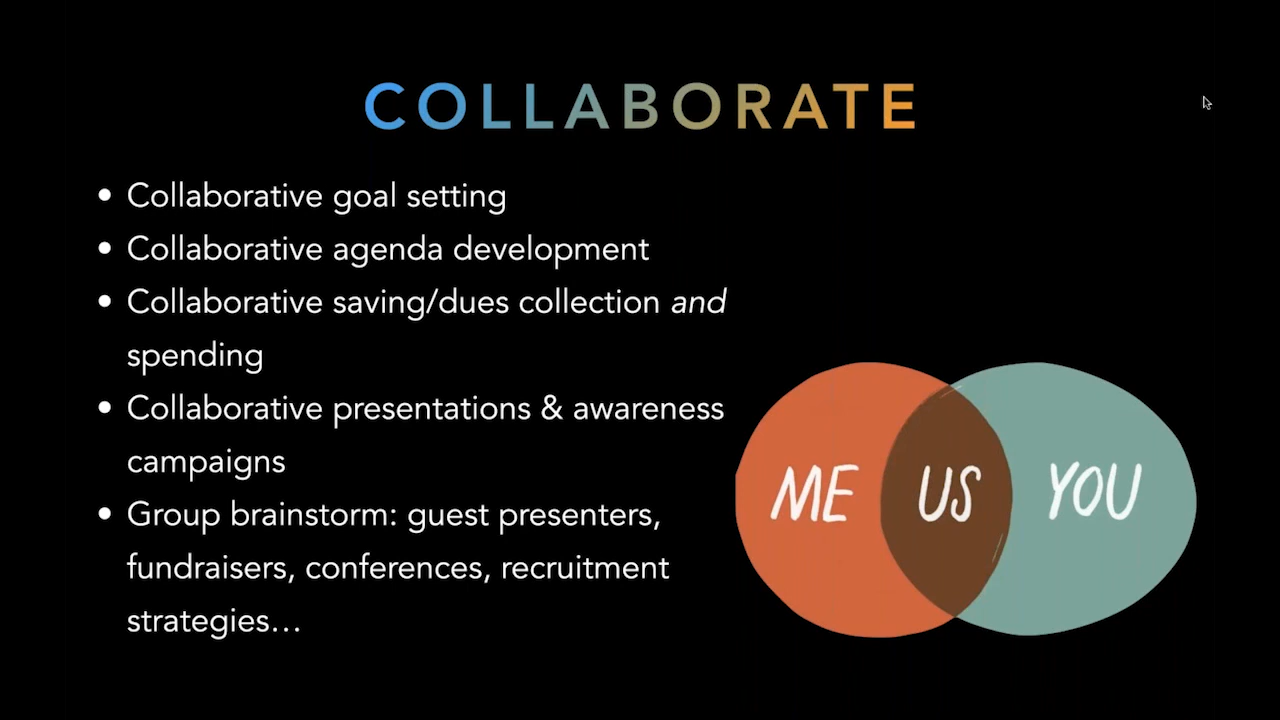 COLLABORATE
• Collaborative goal setting
• Collaborative agenda development
• Collaborative saving/dues collection and
spending
• Collaborative presentations & awareness
campaigns
• Group brainstorm: guest presenters,
fundraisers, conferences, recruitment
strategies…
ME US YOU